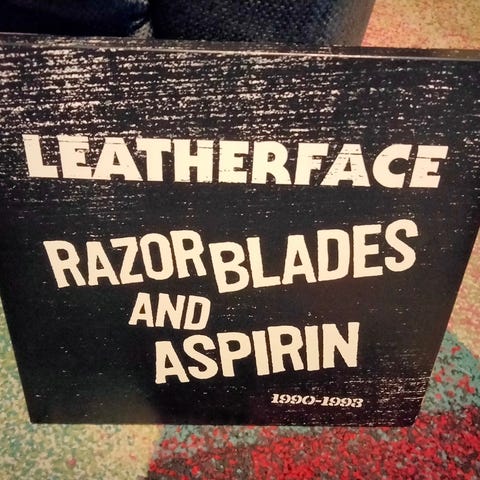 LEATHERFACE
RAZOR BLADES
AND
ASPIRIN
1990-1993